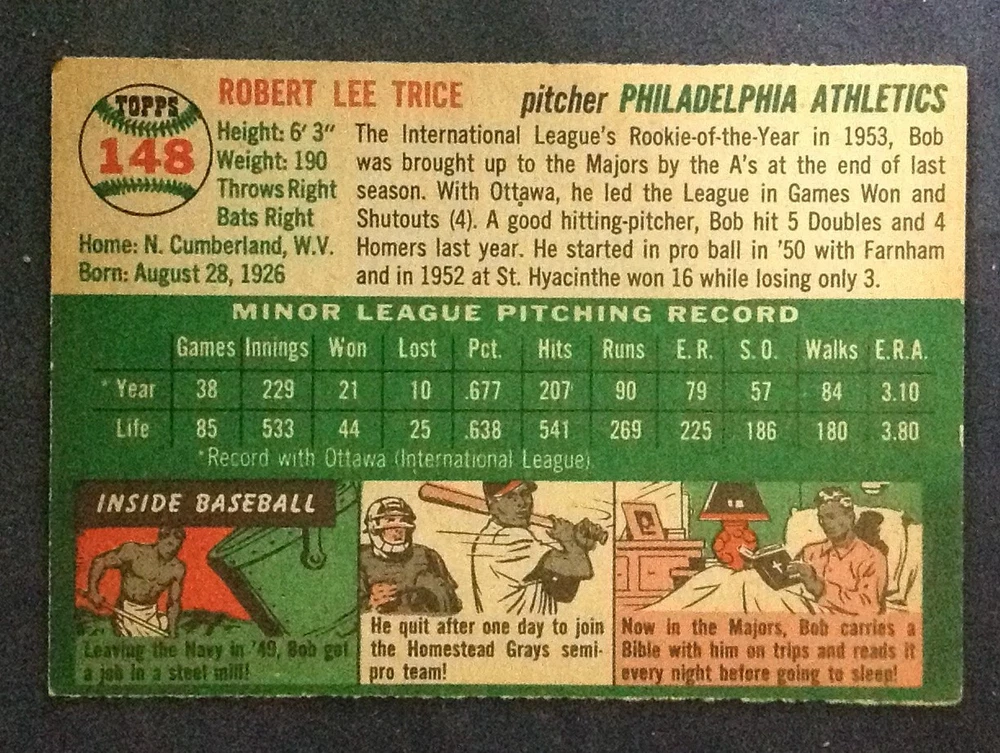 TOPPS
148
ROBERT LEE TRICE
pitcher PHILADELPHIA ATHLETICS
Height: 6' 3"
Weight: 190
Throws Right
Bats Right
Home: N. Cumberland, W.V.
Born: August 28, 1926
The International League's Rookie-of-the-Year in 1953, Bob
was brought up to the Majors by the A's at the end of last
season. With Ottawa, he led the League in Games Won and
Shutouts (4). A good hitting-pitcher, Bob hit 5 Doubles and 4
Homers last year. He started in pro ball in '50 with Farnham
and in 1952 at St. Hyacinthe won 16 while losing only 3.
MINOR LEAGUE PITCHING RECORD
Games Innings Won Lost Pct. Hits Runs E.R. S.O. Walks E.R.A.
* Year 38 229 21 10 .677 207 90 79 57 84 3.10
Life 85 533 44 25 .638 541 269 225 186 180 3.80
*Record with Ottawa (International League)
INSIDE BASEBALL
Leaving the Navy in '49, Bob got
a job in a steel mill!
He quit after one day to join
the Homestead Grays semi-
pro team!
Now in the Majors, Bob carries a
Bible with him on trips and reads it
every night before going to sleep!